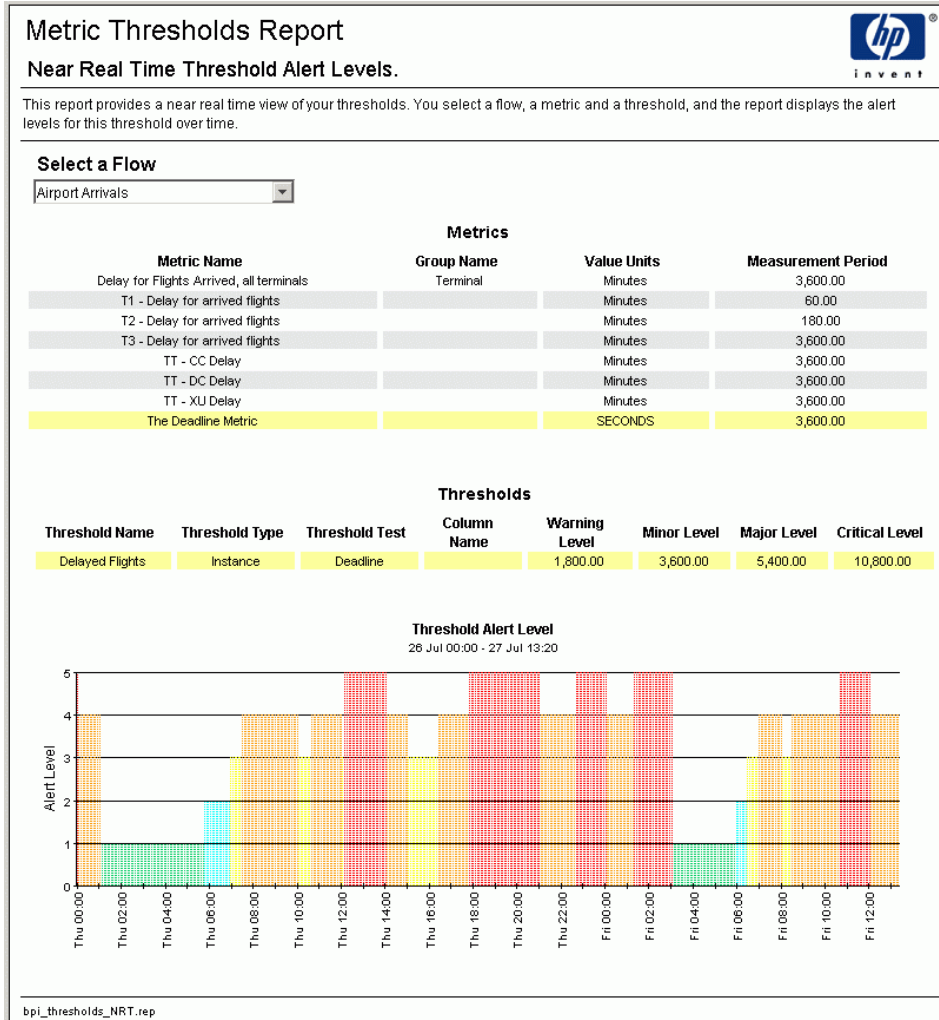 Metric Thresholds Report
Near Real Time Threshold Alert Levels.
hp
®
invent
This report provides a near real time view of your thresholds. You select a flow, a metric and a threshold, and the report displays the alert
levels for this threshold over time.
Select a Flow
Airport Arrivals
Metrics
Metric Name Group Name Value Units Measurement Period
Delay for Flights Arrived, all terminals Terminal Minutes 3,600.00
T1 - Delay for arrived flights Minutes 60.00
T2 - Delay for arrived flights Minutes 180.00
T3 - Delay for arrived flights Minutes 3,600.00
TT - CC Delay Minutes 3,600.00
TT - DC Delay Minutes 3,600.00
TT - XU Delay Minutes 3,600.00
The Deadline Metric SECONDS 3,600.00
Thresholds
Threshold Name Threshold Type Threshold Test Column Name Warning Level Minor Level Major Level Critical Level
Delayed Flights Instance Deadline 1,800.00 3,600.00 5,400.00 10,800.00
Threshold Alert Level
26 Jul 00:00 - 27 Jul 13:20
Alert Level
5
4
3
2
1
0
Thu 00:00
Thu 02:00
Thu 04:00
Thu 06:00
Thu 08:00
Thu 10:00
Thu 12:00
Thu 14:00
Thu 16:00
Thu 18:00
Thu 20:00
Thu 22:00
Fri 00:00
Fri 02:00
Fri 04:00
Fri 06:00
Fri 08:00
Fri 10:00
Fri 12:00
bpi_thresholds_NRT.rep